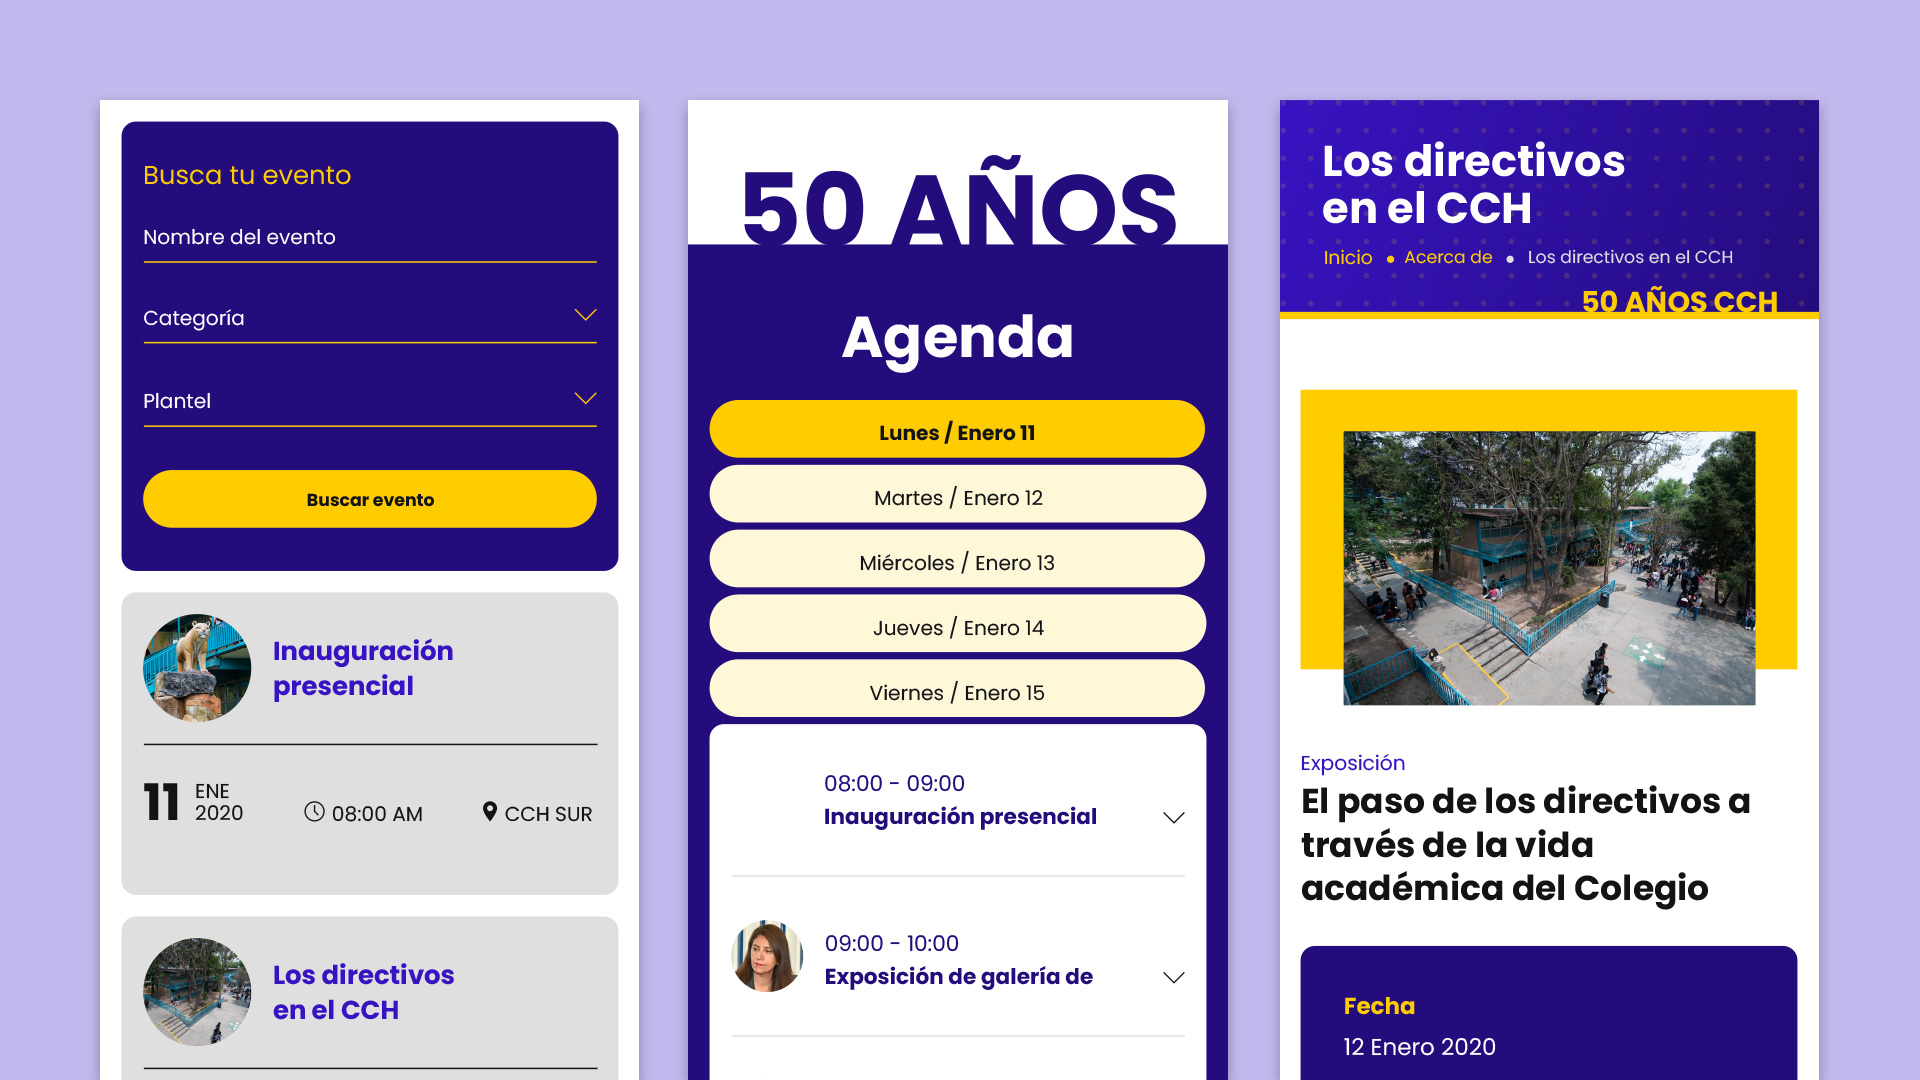 Busca tu evento
Nombre del evento
Categoría
Plantel
Buscar evento
Inauguración
presencial
11 ENE
2020
08:00 AM
CCH SUR
Los directivos
en el CCH
50 AÑOS
Agenda
Lunes / Enero 11
Martes / Enero 12
Miércoles / Enero 13
Jueves / Enero 14
Viernes / Enero 15
08:00 - 09:00
Inauguración presencial
09:00 - 10:00
Exposición de galería de
Los directivos
en el CCH
Inicio • Acerca de • Los directivos en el CCH
50 AÑOS CCH
Exposición
El paso de los directivos a
través de la vida
académica del Colegio
Fecha
12 Enero 2020